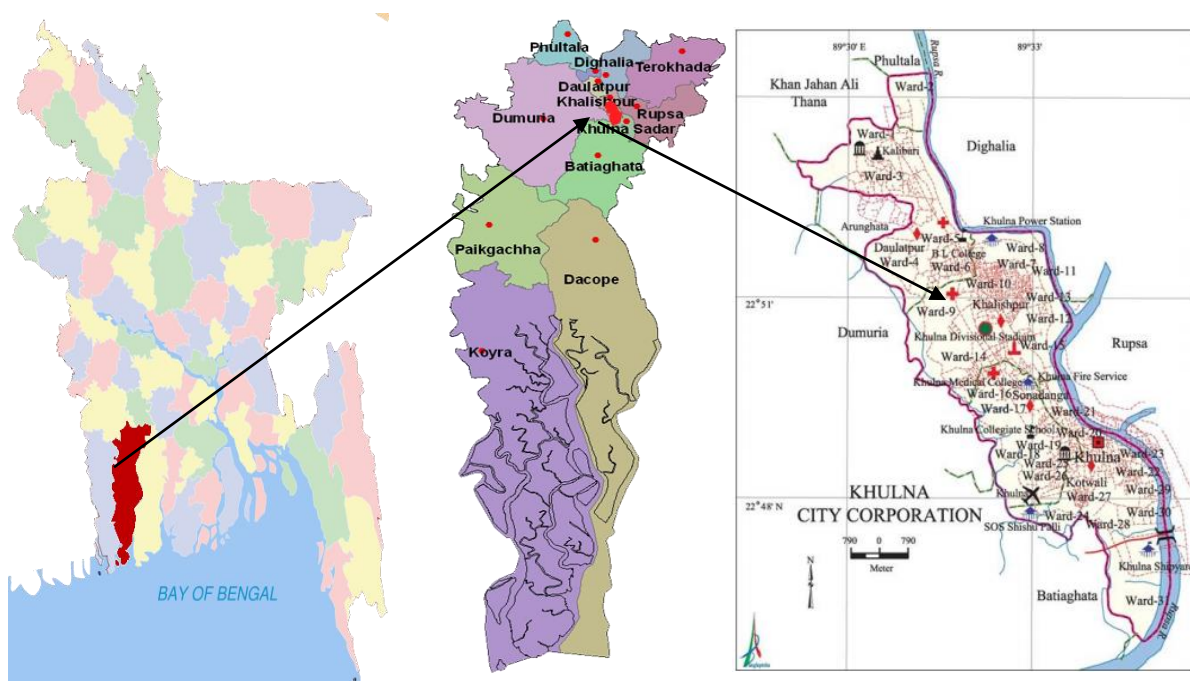 BAY OF BENGAL
Phultala
Dighalia
Terokhada
Daulatpur
Khalishpur
Dumuria
Rupsa
Khulna Sadar
Batiaghata
Paikgachha
Dacope
Koyra
89°30' E
89°33'
Phultala
Rupsa R.
Ward-2
Khan Jahan Ali
Thana
Dighalia
Kalibari
Ward-3
Arunghata
Khulna Power Station
Daulatpur
Ward-5
Ward-8
B L College
Ward-4
Ward-6
Ward-7
Ward-11
Ward-10
22°51'
Khalishpur
Ward-13
Ward-9
Ward-12
Dumuria
Khulna Divisional Stadium
Rupsa
Ward-15
Ward-14
Khulna Medical College
Khulna Fire Service
Ward-16
Sonadanga
Ward-17
Ward-21
Khulna Collegiate School
Ward-20
Ward-19
Ward-18
Khulna
Ward-23
Ward-25
Ward-22
Ward-26
Kotwali
Ward-29
Ward-27
22°48' N
KHULNA
CITY CORPORATION
Ward-24
Ward-30
SOS Shishu Palli
Ward-28
790 0 790
Meter
Khulna Shipyard
N
Batiaghata
Ward-31
Rupsa R.